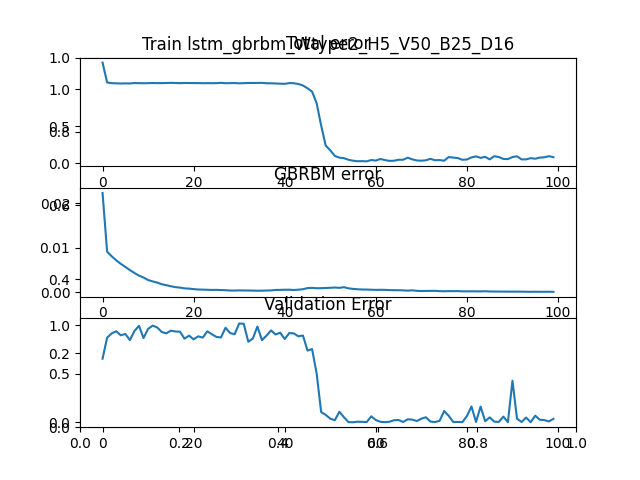 Train lstm_gbrbm_Wtype2_H5_V50_B25_D16
Total error
1.0
1.0
0.5
0.8
0.0
0 20 40 60 80 100
GBRBM error
0.02
0.6
0.01
0.4
0.00
0 20 40 60 80 100
Validation Error
1.0
0.2
0.5
0.0
0.0
0 20 40 60 80 100
0.0 0.2 0.4 0.6 0.8 1.0